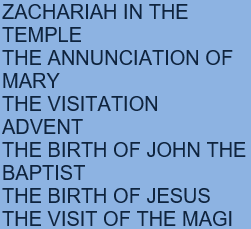 ZACHARIAH IN THE
TEMPLE
THE ANNUNCIATION OF
MARY
THE VISITATION
ADVENT
THE BIRTH OF JOHN THE
BAPTIST
THE BIRTH OF JESUS
THE VISIT OF THE MAGI